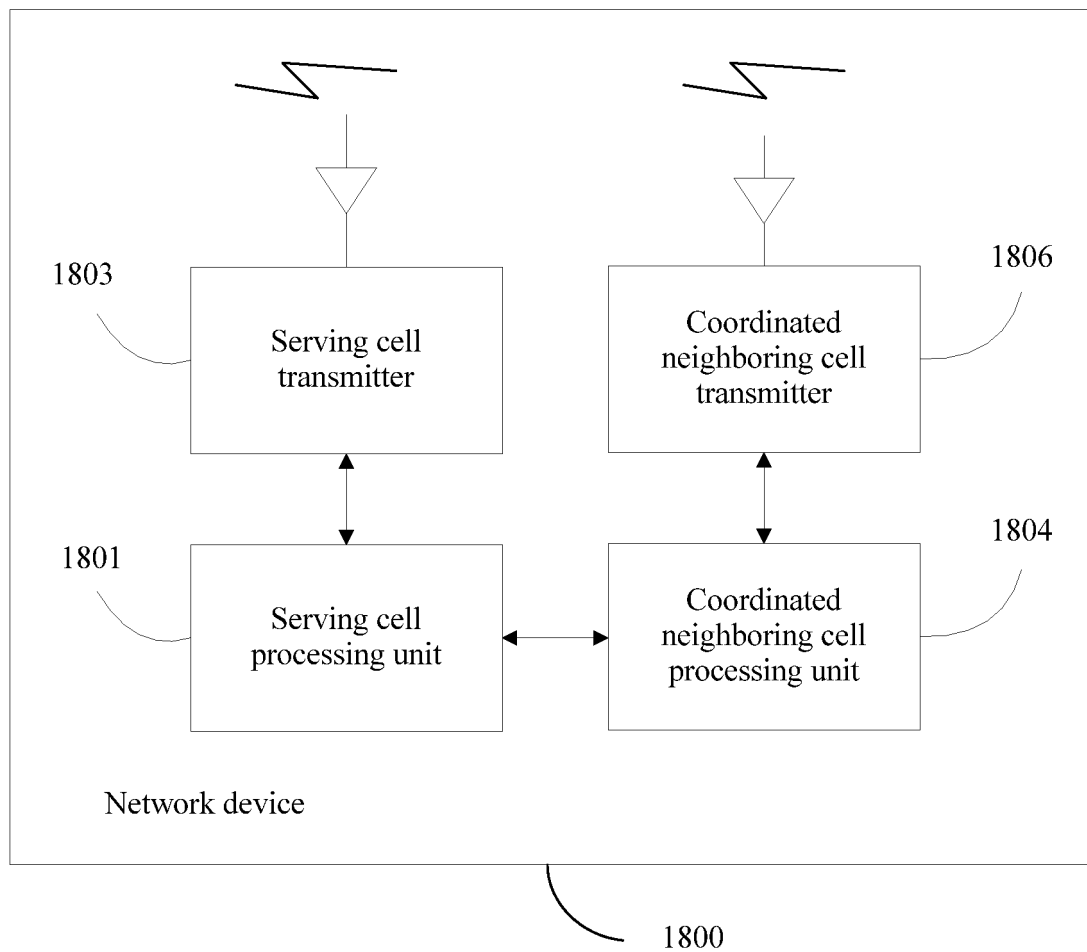 1803
Serving cell
transmitter
Coordinated
neighboring cell
transmitter
1806
1801
Serving cell
processing unit
Coordinated
neighboring cell
processing unit
1804
Network device
1800